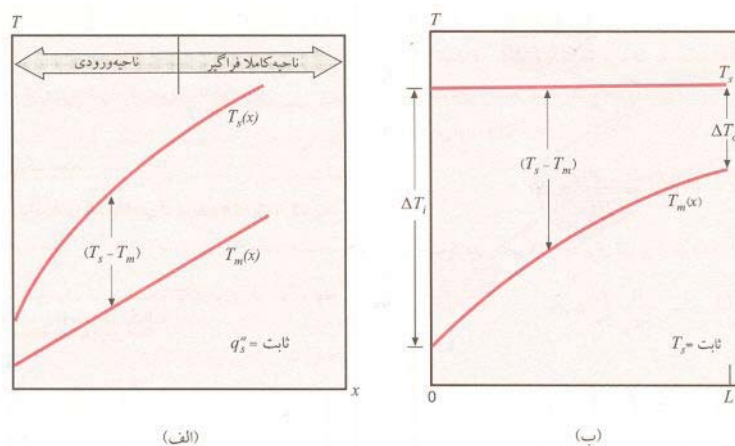 T
ناحیه ورودی
ناحیه کاملا فراگیر
T_s(x)
(T_s – T_m)
T_m(x)
q″_s = ثابت
x
(الف)
T
T_s
ΔT_o
(T_s – T_m)
ΔT_i
T_m(x)
T_s = ثابت
0
L
(ب)